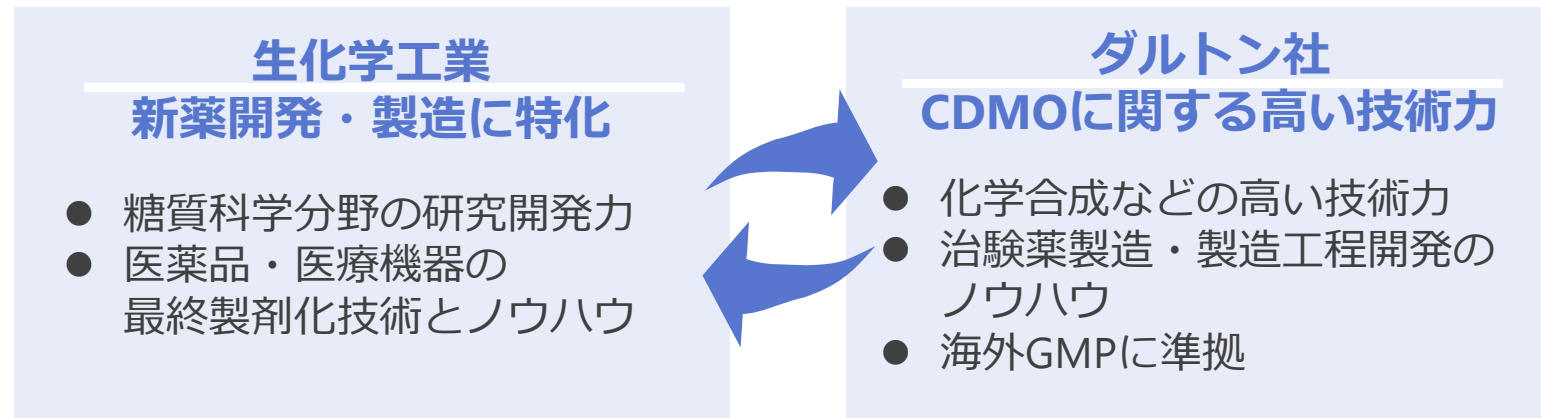 生化学工業
新薬開発・製造に特化
● 糖質科学分野の研究開発力
● 医薬品・医療機器の
最終製剤化技術とノウハウ
ダルトン社
CDMOに関する高い技術力
● 化学合成などの高い技術力
● 治験薬製造・製造工程開発の
ノウハウ
● 海外GMPに準拠